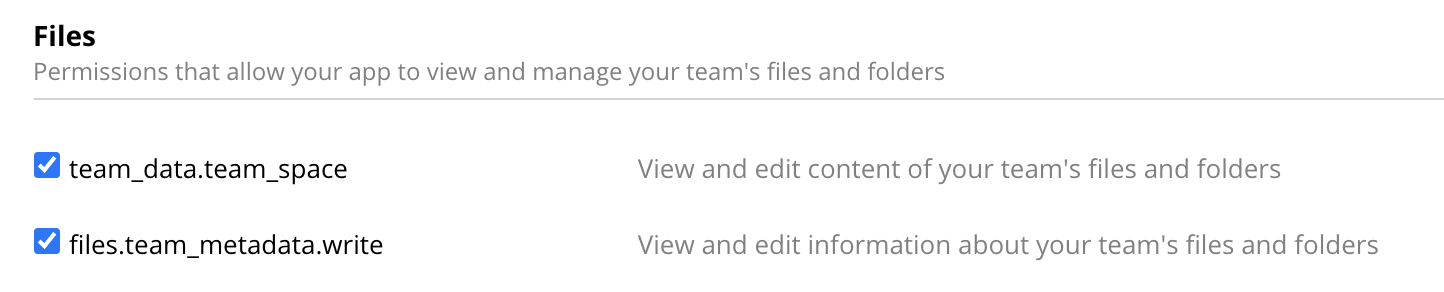 Files
Permissions that allow your app to view and manage your team's files and folders
team_data.team_space View and edit content of your team's files and folders
files.team_metadata.write View and edit information about your team's files and folders